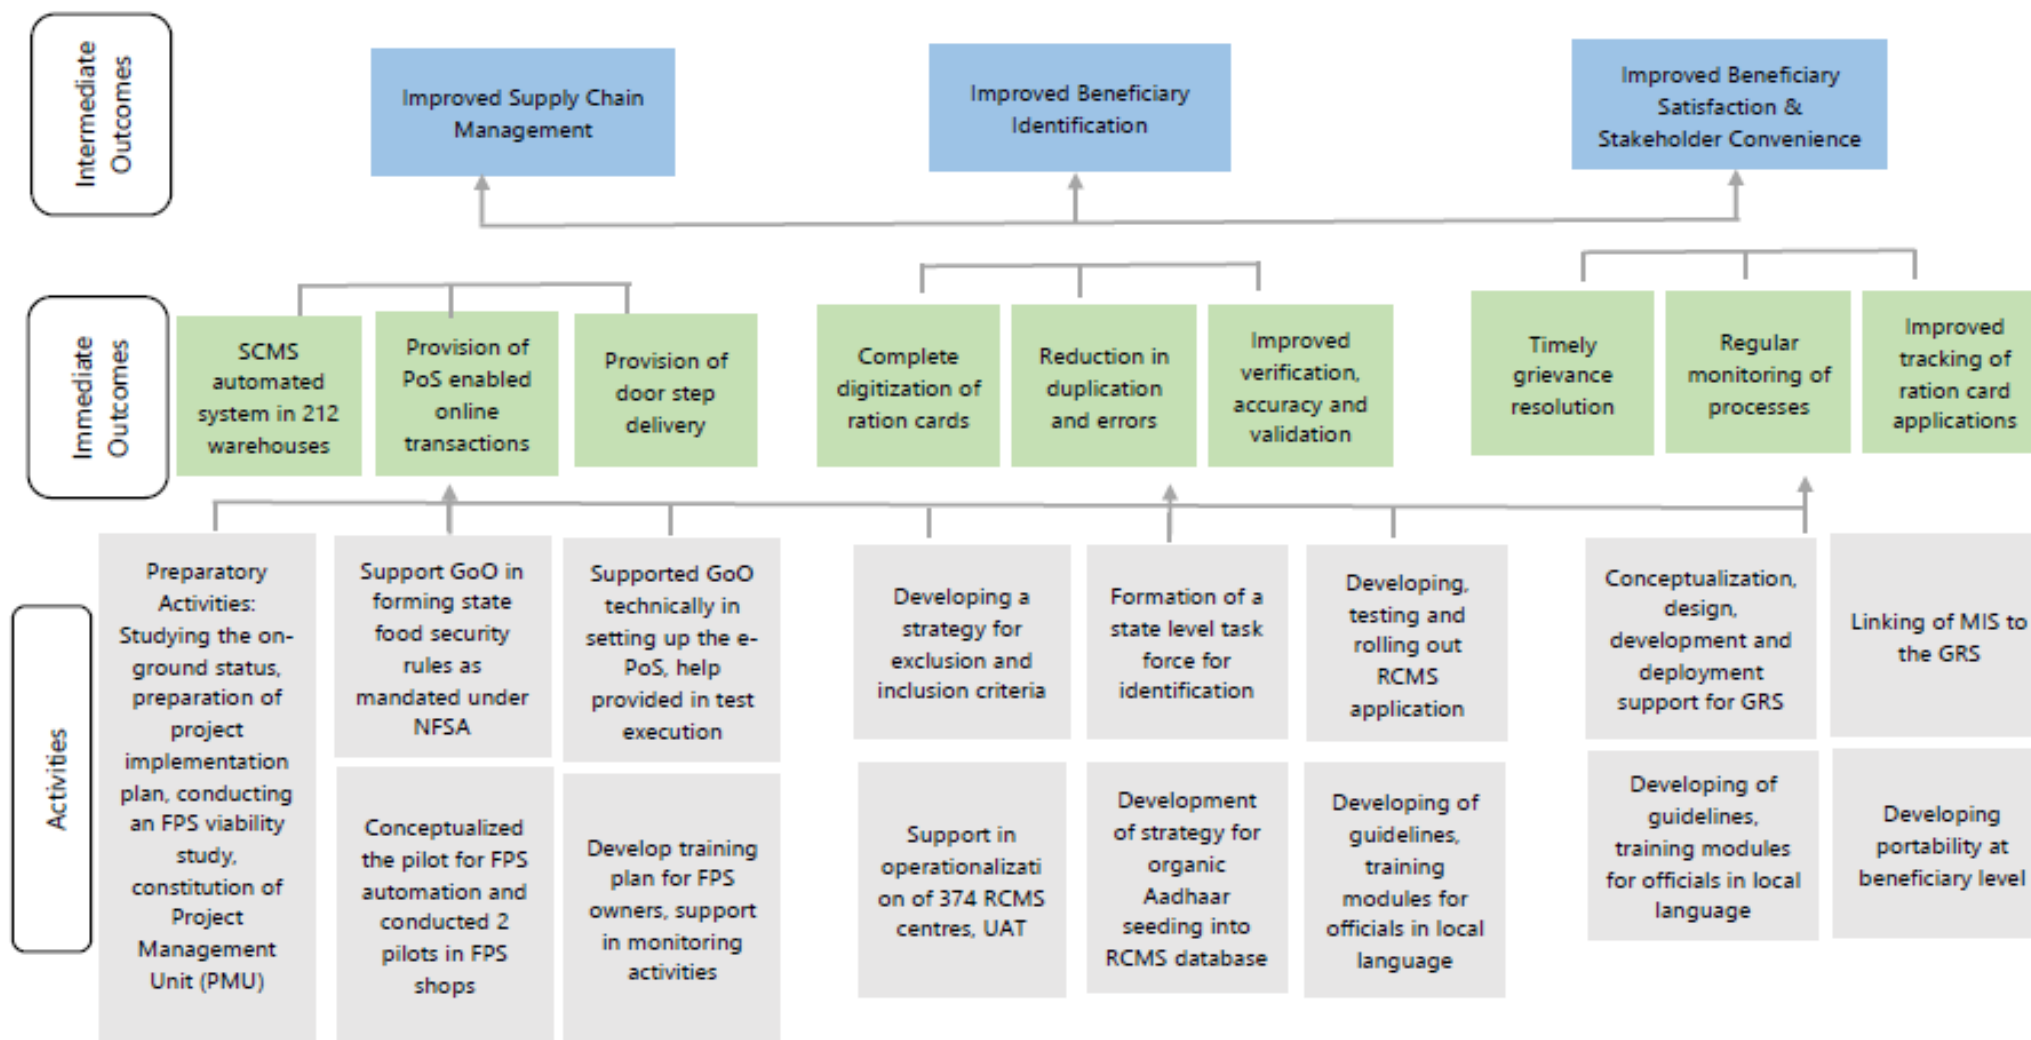 Intermediate
Outcomes
Improved Supply Chain
Management
Improved Beneficiary
Identification
Improved Beneficiary
Satisfaction &
Stakeholder Convenience
Immediate
Outcomes
SCMS
automated
system in 212
warehouses
Provision of
PoS enabled
online
transactions
Provision of
door step
delivery
Complete
digitization of
ration cards
Reduction in
duplication
and errors
Improved
verification,
accuracy and
validation
Timely
grievance
resolution
Regular
monitoring of
processes
Improved
tracking of
ration card
applications
Activities
Preparatory
Activities:
Studying the on-
ground status,
preparation of
project
implementation
plan, conducting
an FPS viability
study,
constitution of
Project
Management
Unit (PMU)
Support GoO in
forming state
food security
rules as
mandated under
NFSA
Supported GoO
technically in
setting up the e-
PoS, help
provided in test
execution
Developing a
strategy for
exclusion and
inclusion criteria
Formation of a
state level task
force for
identification
Developing,
testing and
rolling out
RCMS
application
Conceptualization,
design,
development and
deployment
support for GRS
Linking of MIS to
the GRS
Conceptualized
the pilot for FPS
automation and
conducted 2
pilots in FPS
shops
Develop training
plan for FPS
owners, support
in monitoring
activities
Support in
operationalizati
on of 374 RCMS
centres, UAT
Development
of strategy for
organic
Aadhaar
seeding into
RCMS database
Developing of
guidelines,
training
modules for
officials in local
language
Developing of
guidelines,
training modules
for officials in local
language
Developing
portability at
beneficiary level